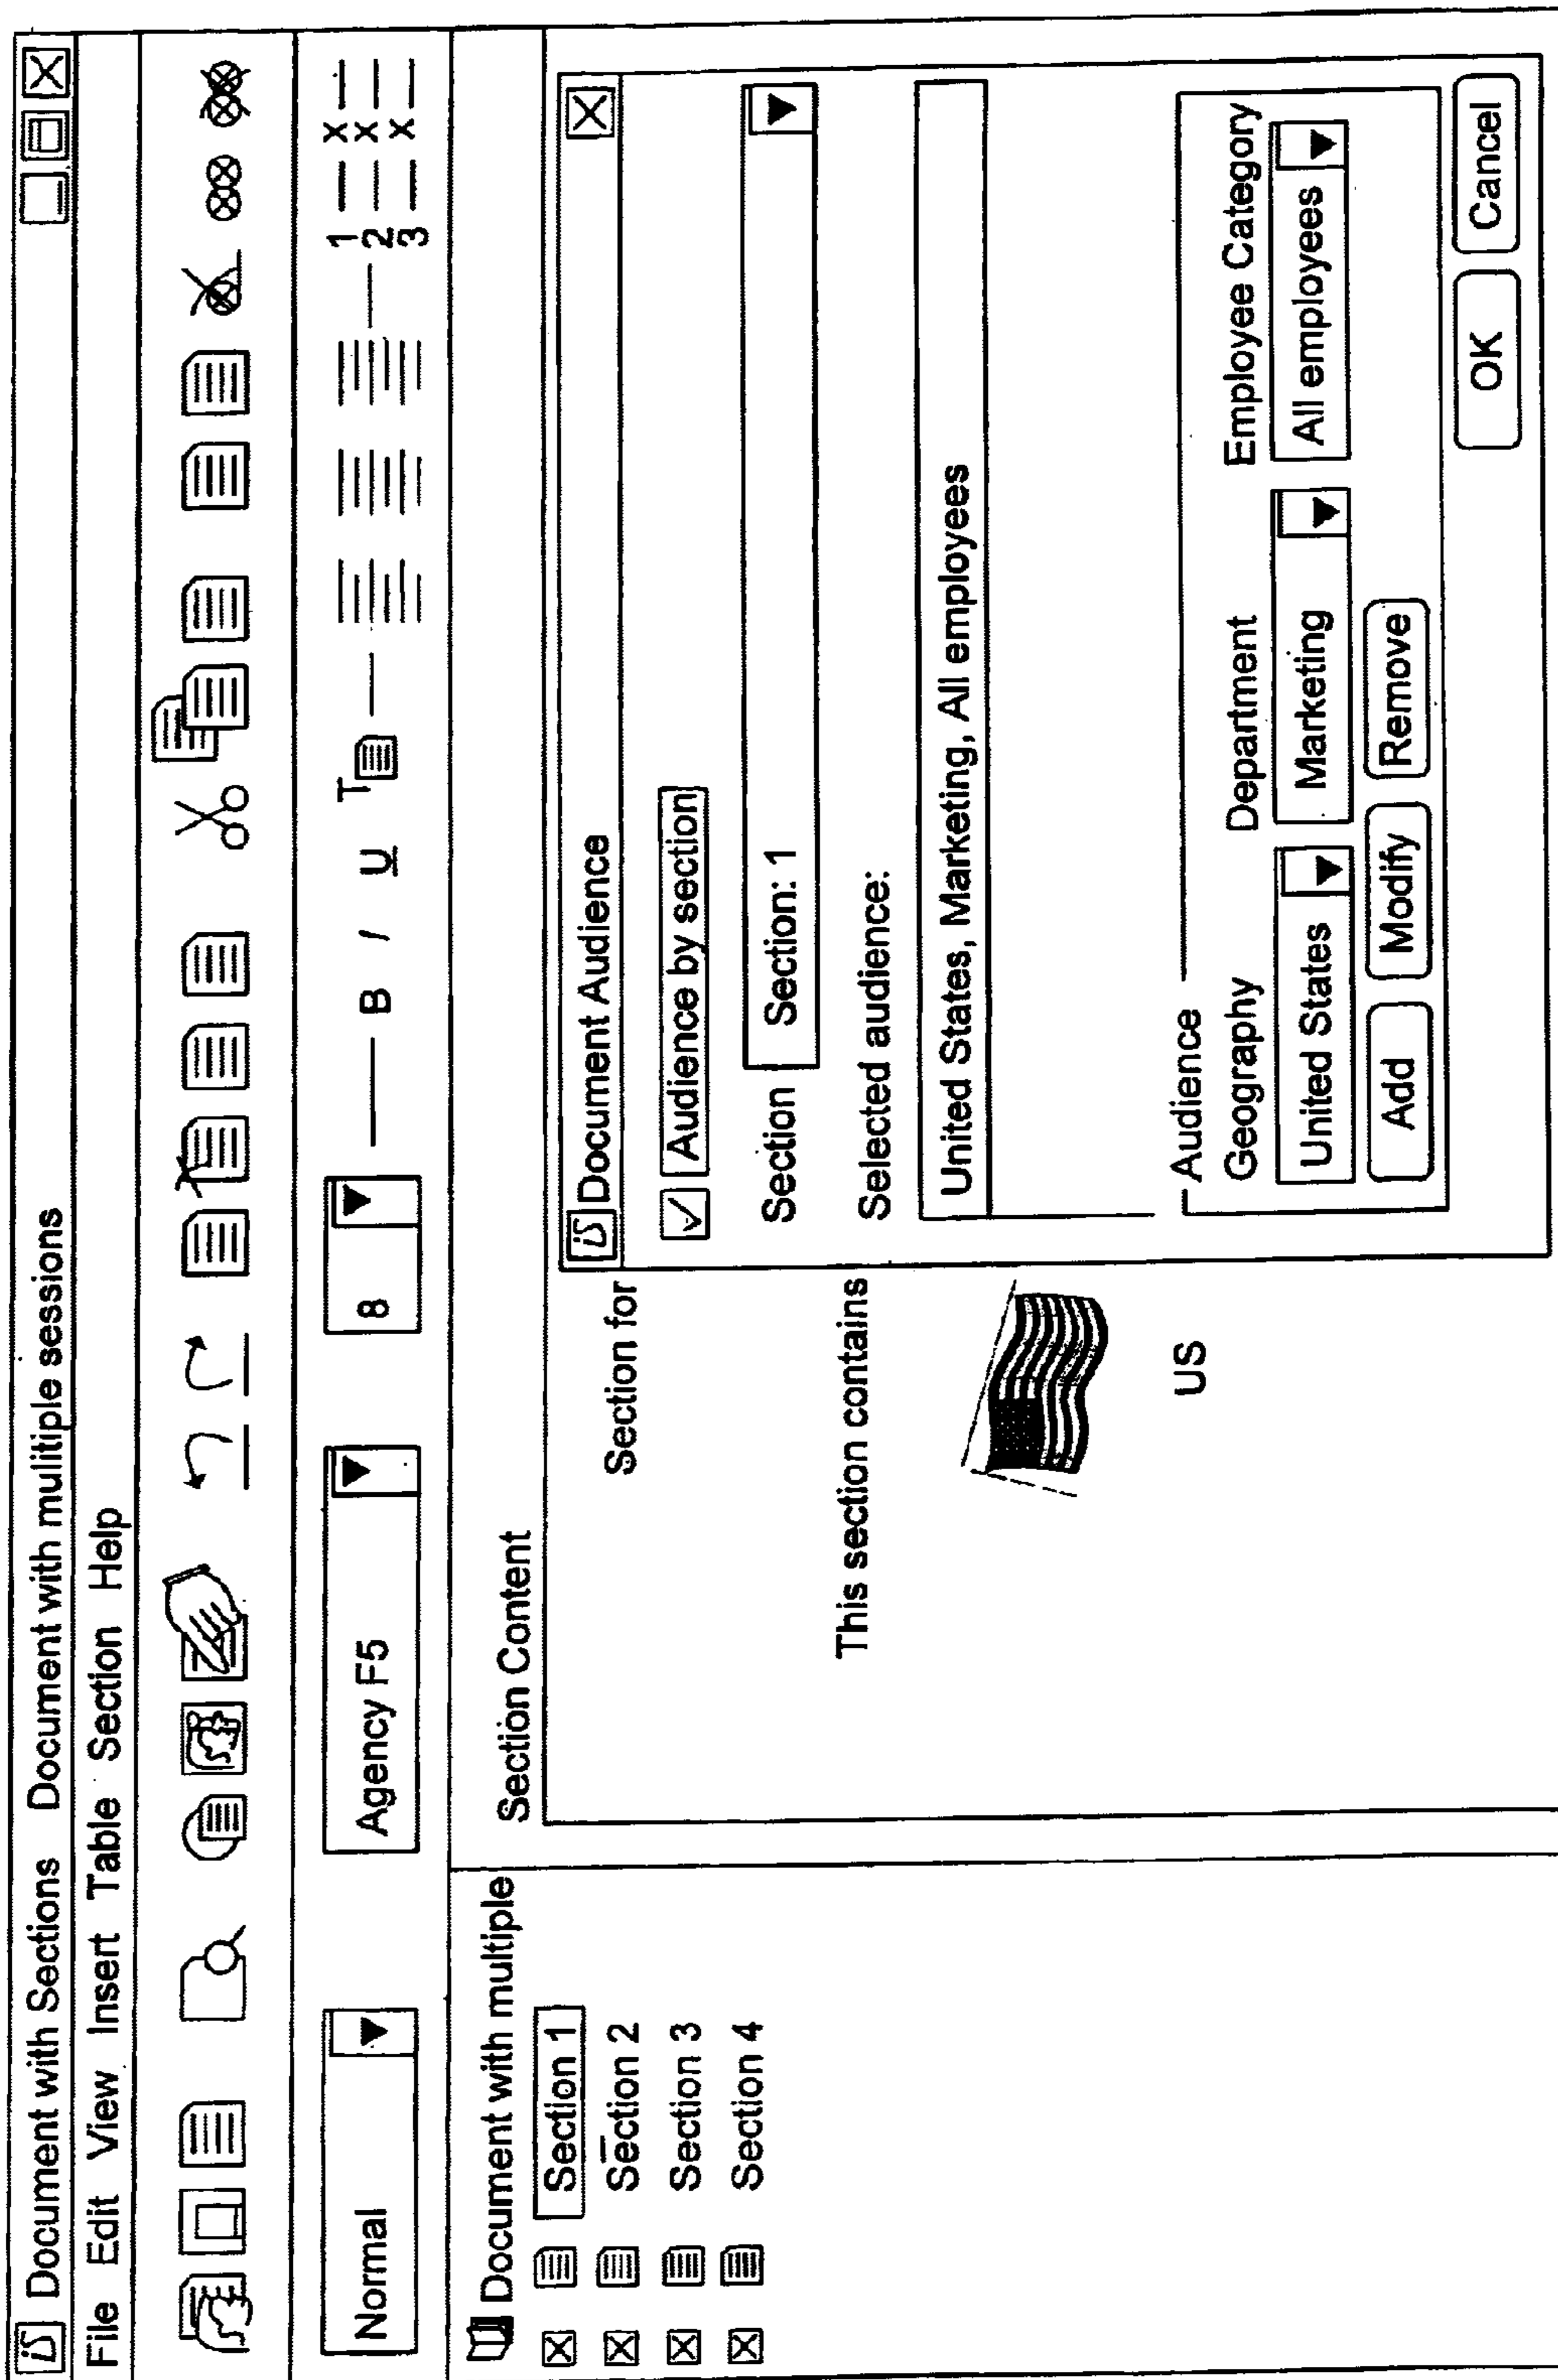 iS Document with Sections Document with mulitiple sessions
File Edit View Insert Table Section Help
Normal Agency F5 8 B I U T 1 2 3 X X X
Document with multiple
Section 1
Section 2
Section 3
Section 4
Section Content
Section for
This section contains
US
iS Document Audience
Audience by section
Section Section: 1
Selected audience:
United States, Marketing, All employees
Audience
Geography Department Employee Category
United States Marketing All employees
Add Modify Remove
OK Cancel